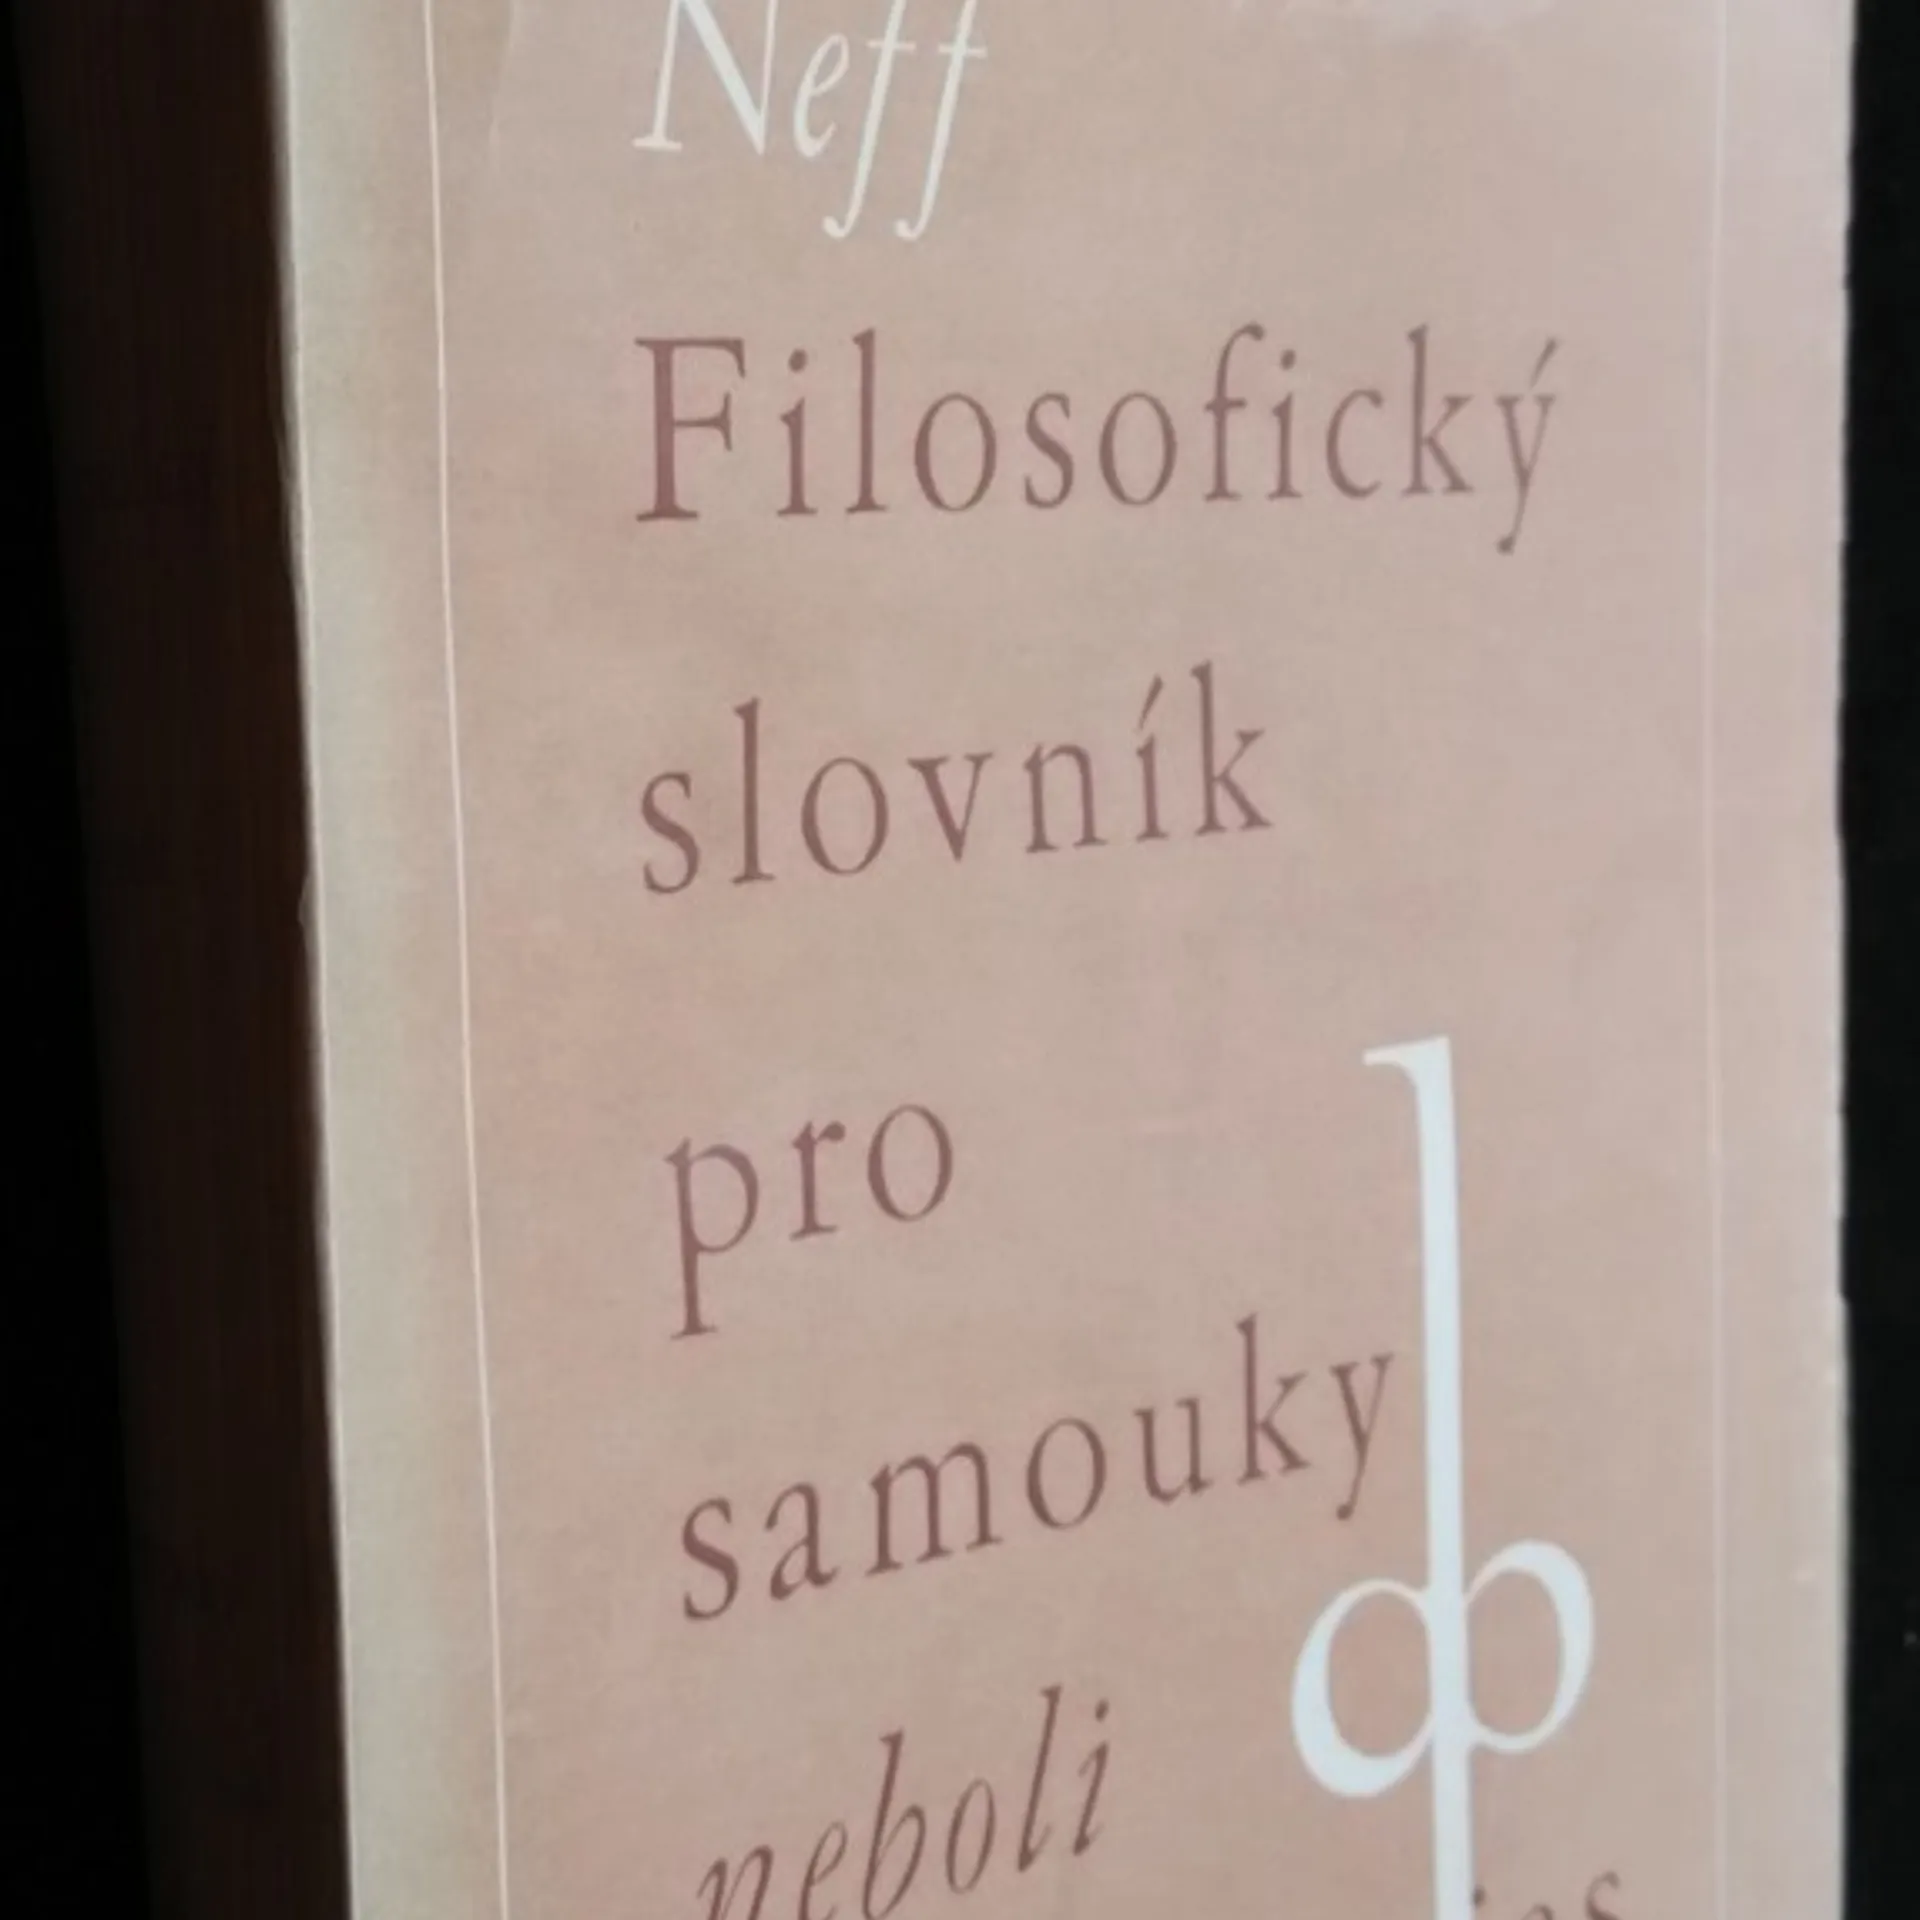 Neff
Filosofický
slovník
pro
samouky
neboli